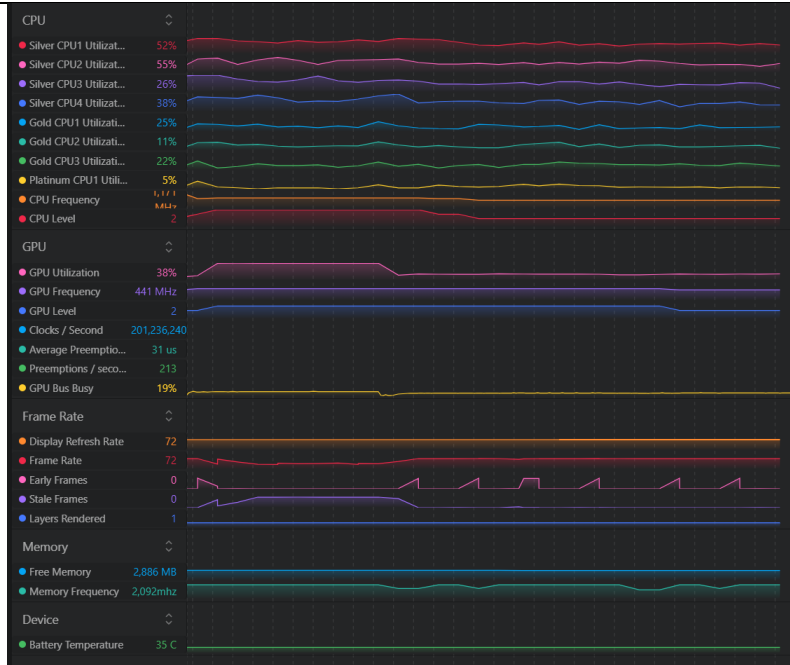 CPU
Silver CPU1 Utilizat... 52%
Silver CPU2 Utilizat... 55%
Silver CPU3 Utilizat... 26%
Silver CPU4 Utilizat... 38%
Gold CPU1 Utilizati... 25%
Gold CPU2 Utilizati... 11%
Gold CPU3 Utilizati... 22%
Platinum CPU1 Utili... 5%
CPU Frequency 1,171 MHz
CPU Level 2
GPU
GPU Utilization 38%
GPU Frequency 441 MHz
GPU Level 2
Clocks / Second 201,236,240
Average Preemptio... 31 us
Preemptions / seco... 213
GPU Bus Busy 19%
Frame Rate
Display Refresh Rate 72
Frame Rate 72
Early Frames 0
Stale Frames 0
Layers Rendered 1
Memory
Free Memory 2,886 MB
Memory Frequency 2,092mhz
Device
Battery Temperature 35 C